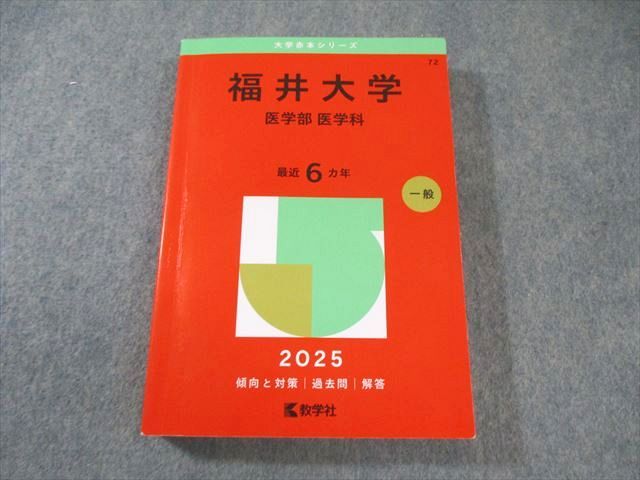 大学赤本シリーズ
72
福井大学
医学部 医学科
最近 6 カ年
一般
2025
傾向と対策|過去問|解答
教学社